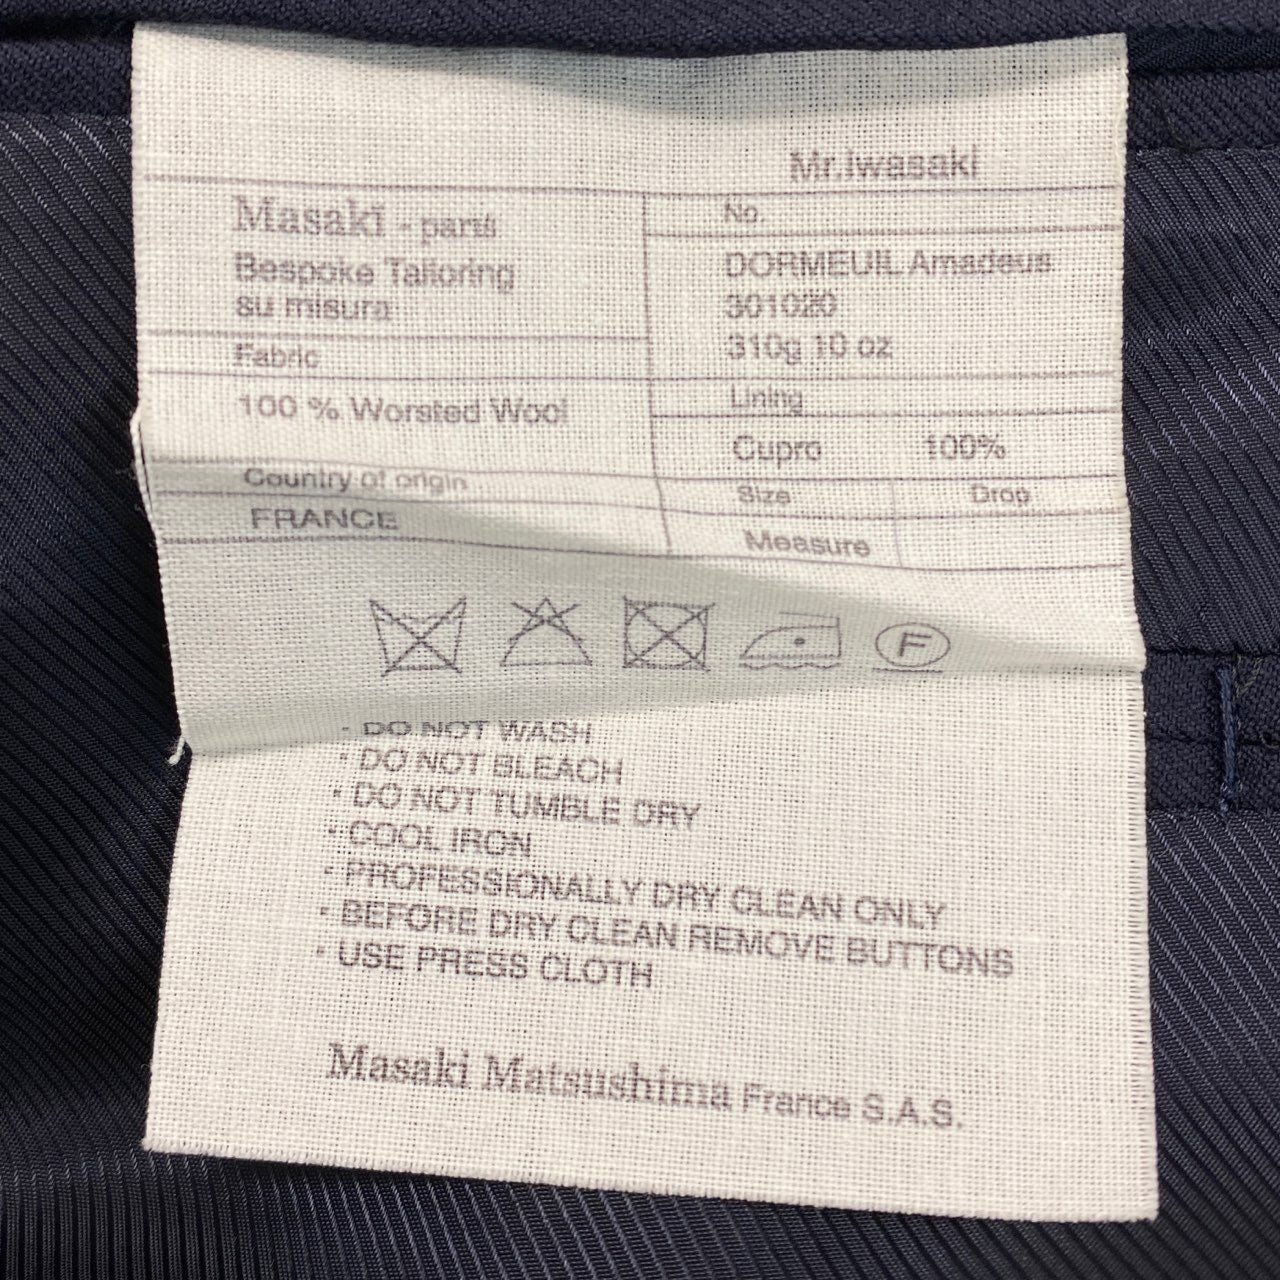 Mr.Iwasaki
Masaki - paris
Bespoke Tailoring
su misura
Fabric
100 % Worsted Wool
Country of origin
FRANCE
No.
DORMEUIL Amadeus
301020
310g 10 oz
Lining
Cupro 100%
Size Drop
Measure
F
· DO NOT WASH
· DO NOT BLEACH
· DO NOT TUMBLE DRY
· COOL IRON
· PROFESSIONALLY DRY CLEAN ONLY
· BEFORE DRY CLEAN REMOVE BUTTONS
· USE PRESS CLOTH
Masaki Matsushima France S.A.S.